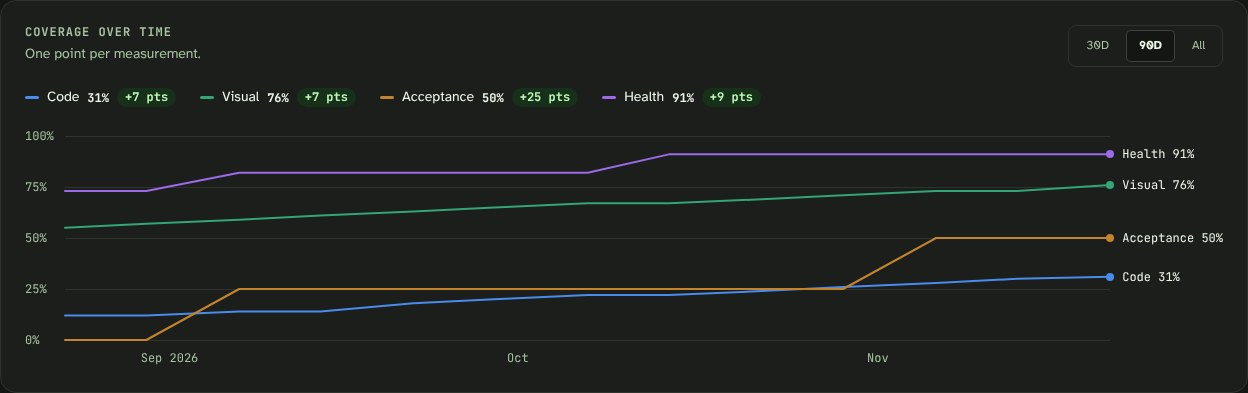 COVERAGE OVER TIME
One point per measurement.
30D 90D All
Code 31% +7 pts Visual 76% +7 pts Acceptance 50% +25 pts Health 91% +9 pts
100%
Health 91%
75%
Visual 76%
50%
Acceptance 50%
Code 31%
25%
0%
Sep 2026 Oct Nov